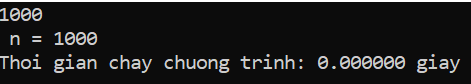 1000
n = 1000
Thoi gian chay chuong trinh: 0.000000 giay